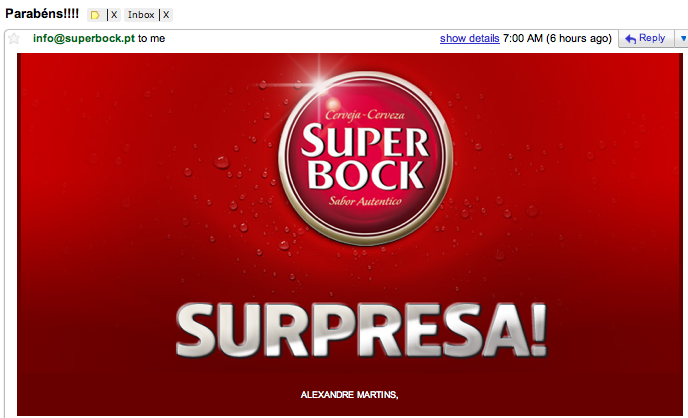 Parabéns!!!! X Inbox X
info@superbock.pt to me show details 7:00 AM (6 hours ago) Reply
Cerveja - Cerveza
SUPER
BOCK
Sabor Autentico
SURPRESA!
ALEXANDRE MARTINS,